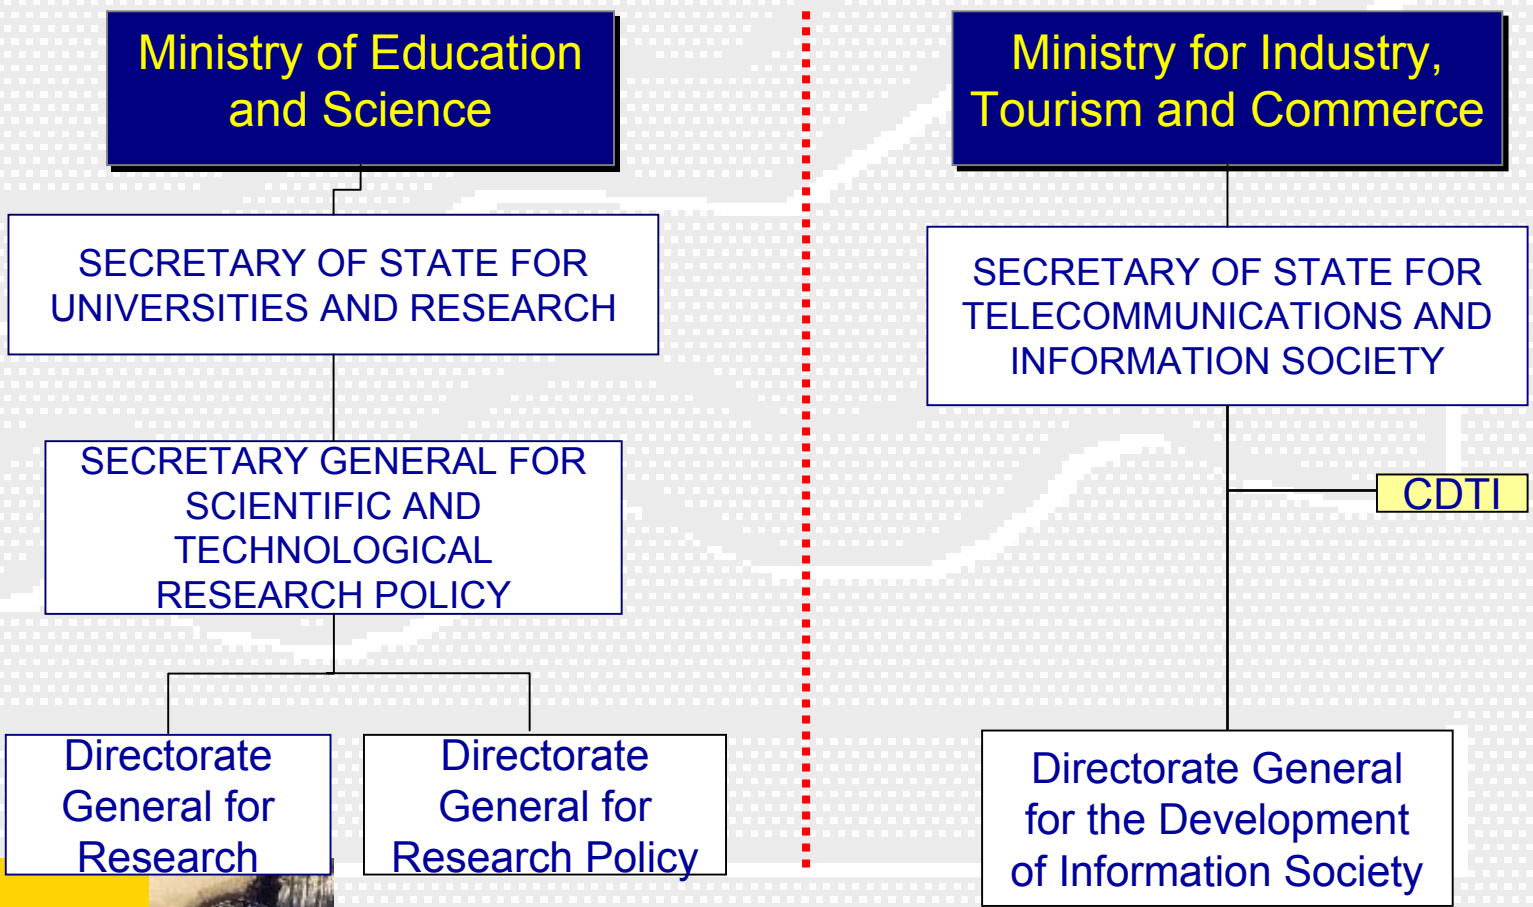 Ministry of Education
and Science
SECRETARY OF STATE FOR
UNIVERSITIES AND RESEARCH
SECRETARY GENERAL FOR
SCIENTIFIC AND
TECHNOLOGICAL
RESEARCH POLICY
Directorate
General for
Research
Directorate
General for
Research Policy
Ministry for Industry,
Tourism and Commerce
SECRETARY OF STATE FOR
TELECOMMUNICATIONS AND
INFORMATION SOCIETY
CDTI
Directorate General
for the Development
of Information Society